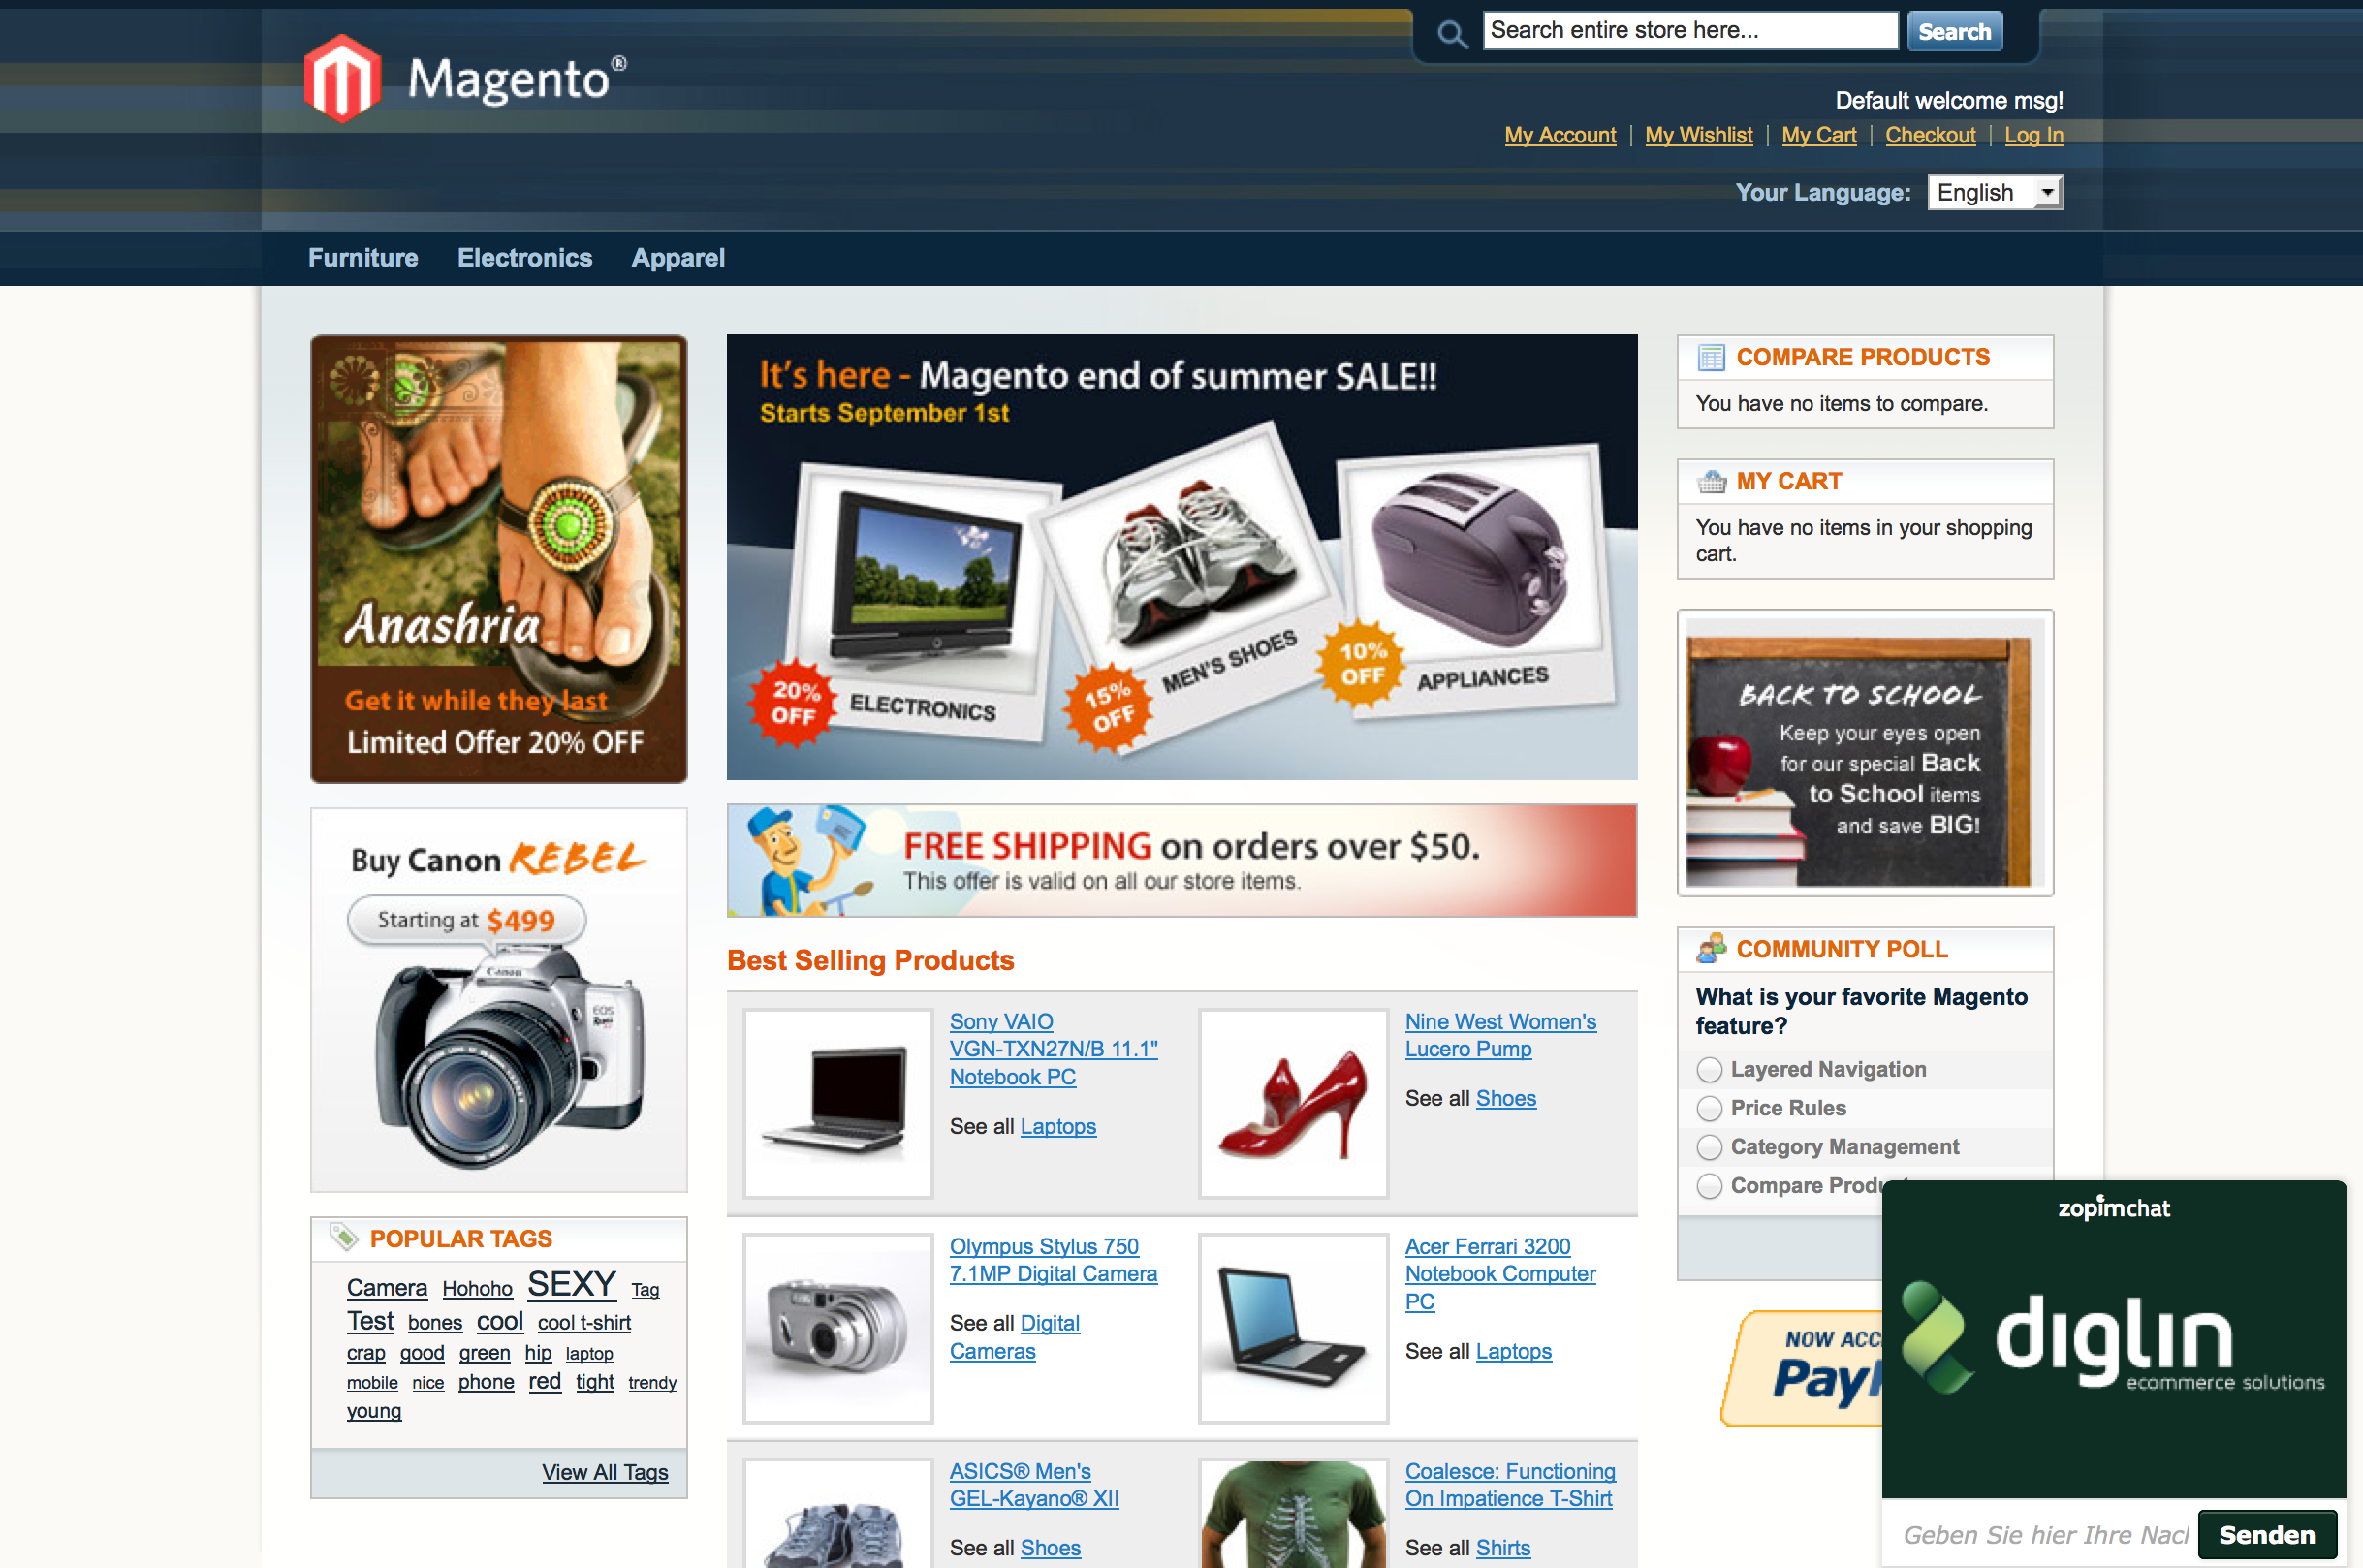 Magento®
Search entire store here...
Search
Default welcome msg!
My Account | My Wishlist | My Cart | Checkout | Log In
Your Language: English
Furniture Electronics Apparel
Anashria
Get it while they last
Limited Offer 20% OFF
Buy Canon REBEL
Starting at $499
Canon
EOS
POPULAR TAGS
Camera Hohoho SEXY Tag
Test bones cool cool t-shirt
crap good green hip laptop
mobile nice phone red tight trendy
young
View All Tags
It's here - Magento end of summer SALE!!
Starts September 1st
20%
OFF
ELECTRONICS
15%
OFF
MEN'S SHOES
10%
OFF
APPLIANCES
FREE SHIPPING on orders over $50.
This offer is valid on all our store items.
Best Selling Products
Sony VAIO
VGN-TXN27N/B 11.1"
Notebook PC
See all Laptops
Nine West Women's
Lucero Pump
See all Shoes
Olympus Stylus 750
7.1MP Digital Camera
See all Digital
Cameras
Acer Ferrari 3200
Notebook Computer
PC
See all Laptops
ASICS® Men's
GEL-Kayano® XII
See all Shoes
Coalesce: Functioning
On Impatience T-Shirt
See all Shirts
COMPARE PRODUCTS
You have no items to compare.
MY CART
You have no items in your shopping
cart.
BACK TO SCHOOL
Keep your eyes open
for our special Back
to School items
and save BIG!
COMMUNITY POLL
What is your favorite Magento
feature?
Layered Navigation
Price Rules
Category Management
Compare
NOW
zopim chat
diglin
ecommerce solutions
Geben Sie hier Ihre
Senden